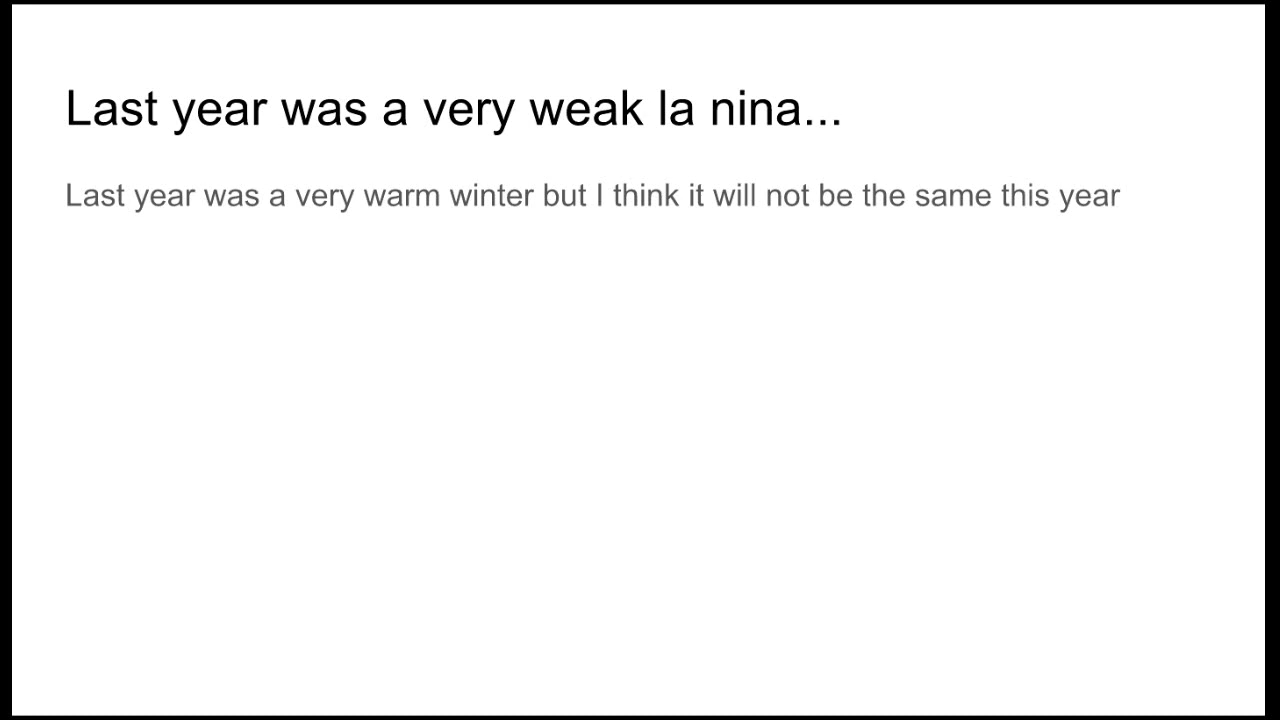 Last year was a very weak la nina...
Last year was a very warm winter but I think it will not be the same this year